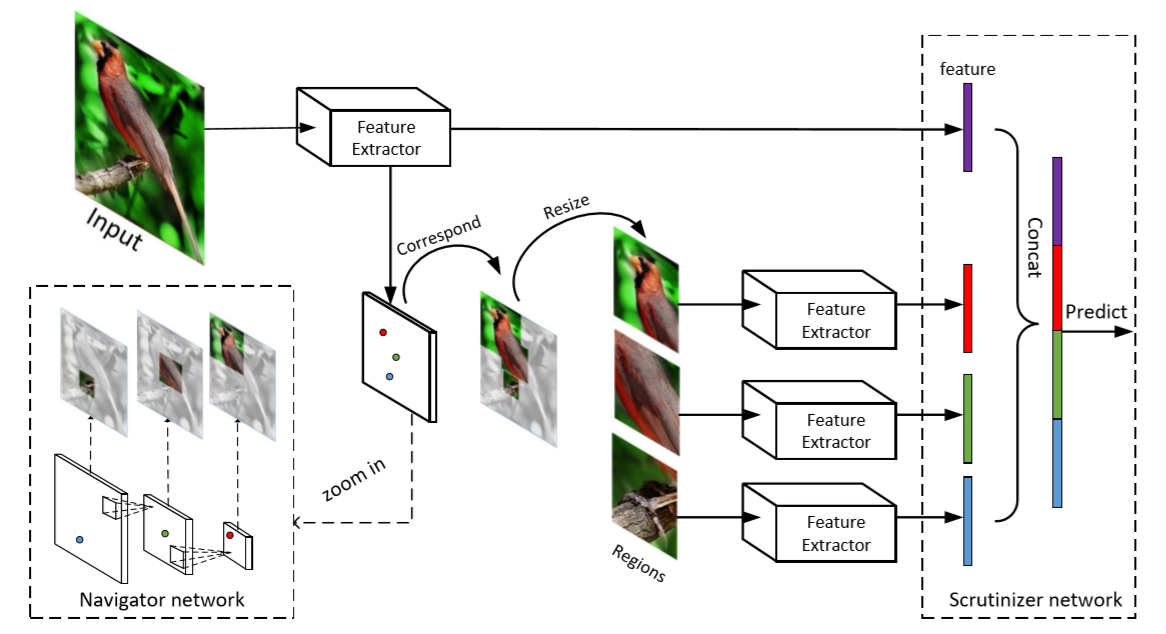 feature
Feature
Extractor
Input
Correspond
Resize
Concat
Feature
Extractor
Predict
Feature
Extractor
zoom in
Feature
Extractor
Regions
Navigator network
Scrutinizer network